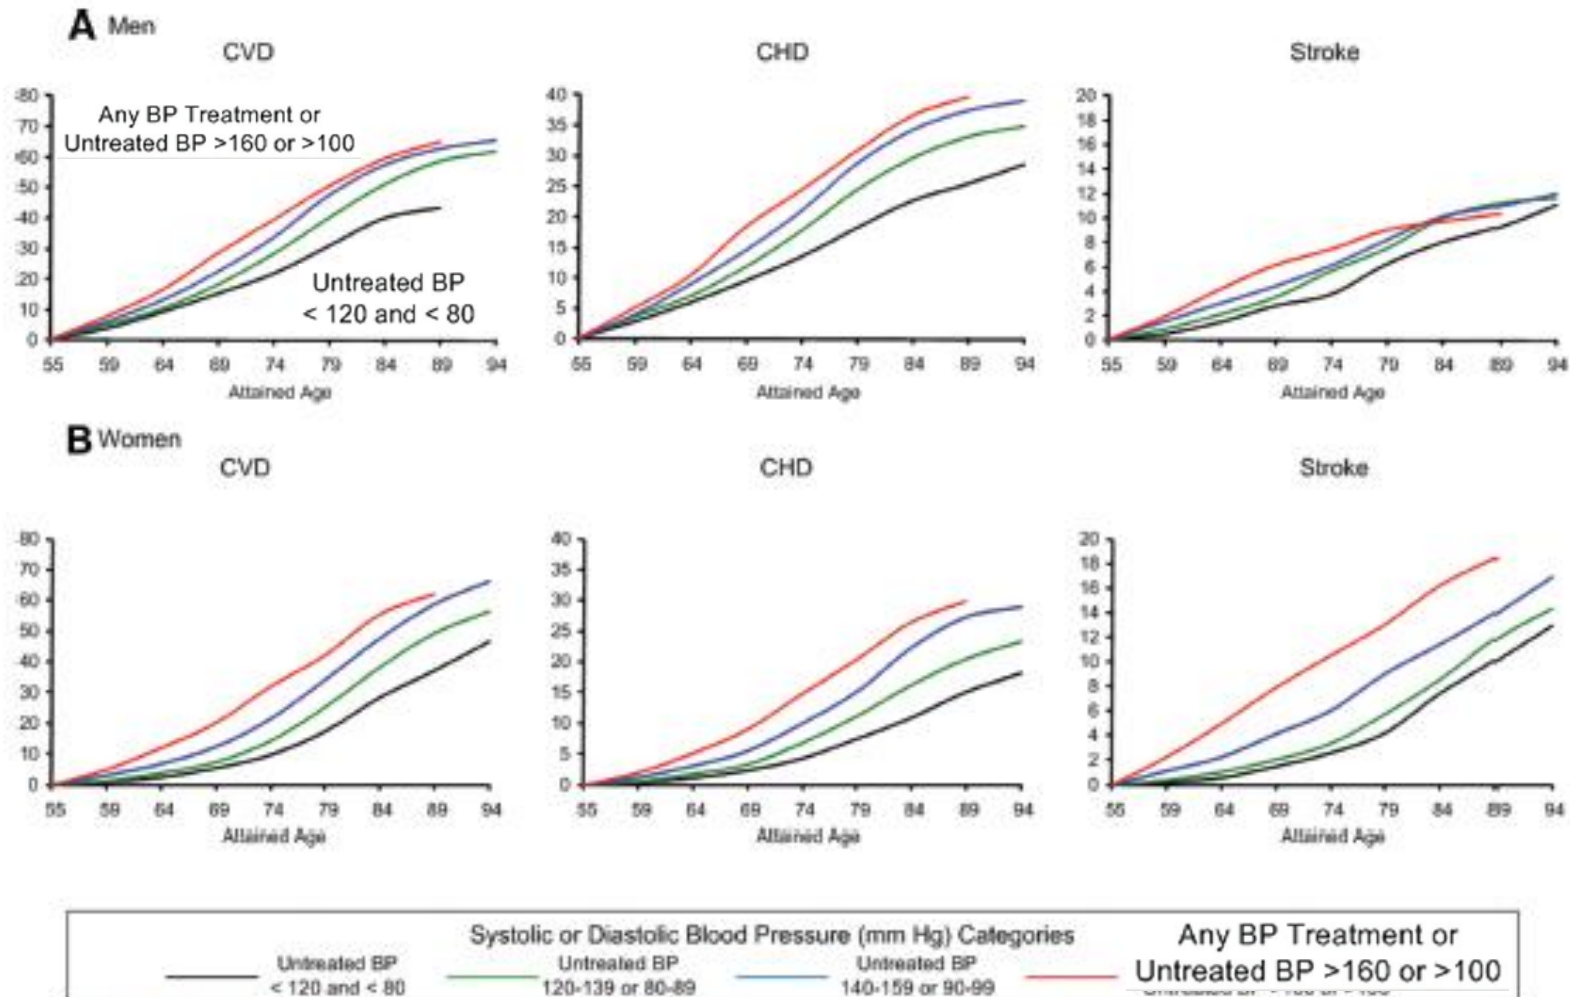 A Men
CVD
CHD
Stroke
Any BP Treatment or
Untreated BP >160 or >100
Untreated BP
< 120 and < 80
80
70
60
50
40
30
20
10
0
55 59 64 69 74 79 84 89 94
Attained Age
40
35
30
25
20
15
10
5
0
55 59 64 69 74 79 84 89 94
Attained Age
20
18
16
14
12
10
8
6
4
2
0
55 59 64 69 74 79 84 89 94
Attained Age
B Women
CVD
CHD
Stroke
80
70
60
50
40
30
20
10
0
55 59 64 69 74 79 84 89 94
Attained Age
40
35
30
25
20
15
10
5
0
55 59 64 69 74 79 84 89 94
Attained Age
20
18
16
14
12
10
8
6
4
2
0
55 59 64 69 74 79 84 89 94
Attained Age
Systolic or Diastolic Blood Pressure (mm Hg) Categories
Untreated BP
< 120 and < 80
Untreated BP
120-139 or 80-89
Untreated BP
140-159 or 90-99
Any BP Treatment or
Untreated BP >160 or >100